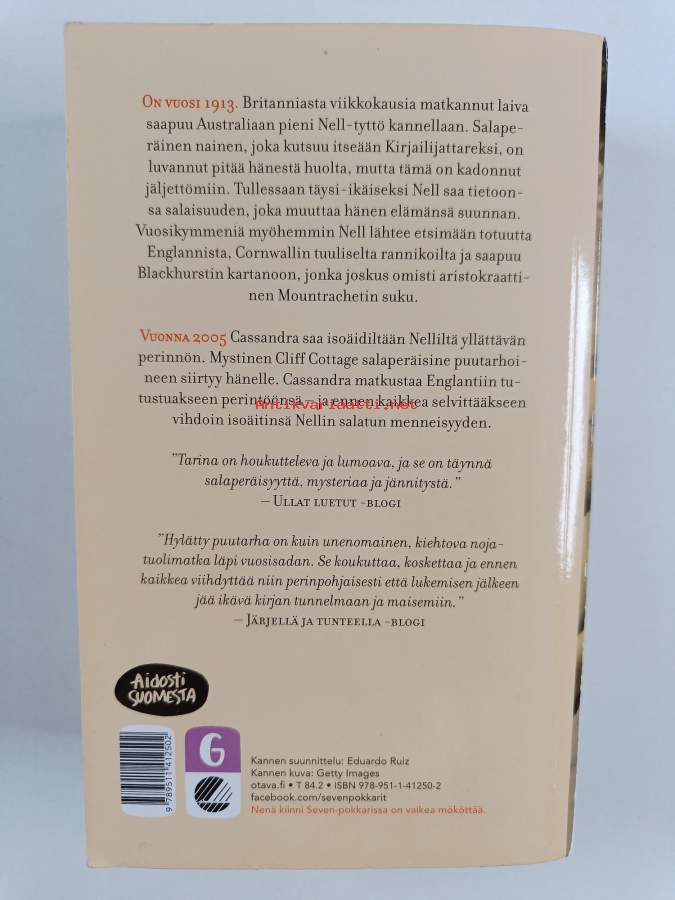 On vuosi 1913. Britanniasta viikkokausia matkannut laiva
saapuu Australiaan pieni Nell-tyttö kannellaan. Salape-
räinen nainen, joka kutsuu itseään Kirjailijattareksi, on
luvannut pitää hänestä huolta, mutta tämä on kadonnut
jäljettömiin. Tullessaan täysi-ikäiseksi Nell saa tietoon-
sa salaisuuden, joka muuttaa hänen elämänsä suunnan.
Vuosikymmeniä myöhemmin Nell lähtee etsimään totuutta
Englannista, Cornwallin tuuliselta rannikoilta ja saapuu
Blackhurstin kartanoon, jonka joskus omisti aristokraatti-
nen Mountrachetin suku.
Vuonna 2005 Cassandra saa isoäidiltään Nelliltä yllättävän
perinnön. Mystinen Cliff Cottage salaperäisine puutarhoi-
neen siirtyy hänelle. Cassandra matkustaa Englantiin tu-
tustuakseen perintöönsä – ja ennen kaikkea selvittääkseen
Antikvariaatti.net
vihdoin isoäitinsä Nellin salatun menneisyyden.
"Tarina on houkutteleva ja lumoava, ja se on täynnä
salaperäisyyttä, mysteriaa ja jännitystä."
– Ullat luetut -blogi
"Hylätty puutarha on kuin unenomainen, kiehtova noja-
tuolimatka läpi vuosisadan. Se koukuttaa, koskettaa ja ennen
kaikkea viihdyttää niin perinpohjaisesti että lukemisen jälkeen
jää ikävä kirjan tunnelmaan ja maisemiin."
– Järjellä ja tunteella -blogi
Aidosti
SUOMESTA
9 789511 412502
G
Kannen suunnittelu: Eduardo Ruiz
Kannen kuva: Getty Images
otava.fi • T 84.2 • ISBN 978-951-1-41250-2
facebook.com/sevenpokkarit
Nenä kiinni Seven-pokkarissa on vaikea mököttää.